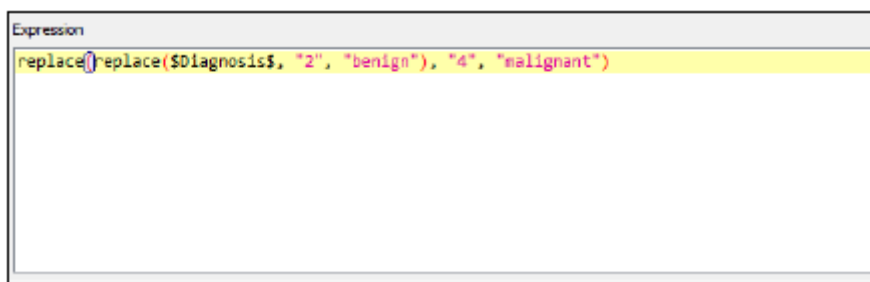 Expression
replace(replace($Diagnosis$, "2", "benign"), "4", "malignant")